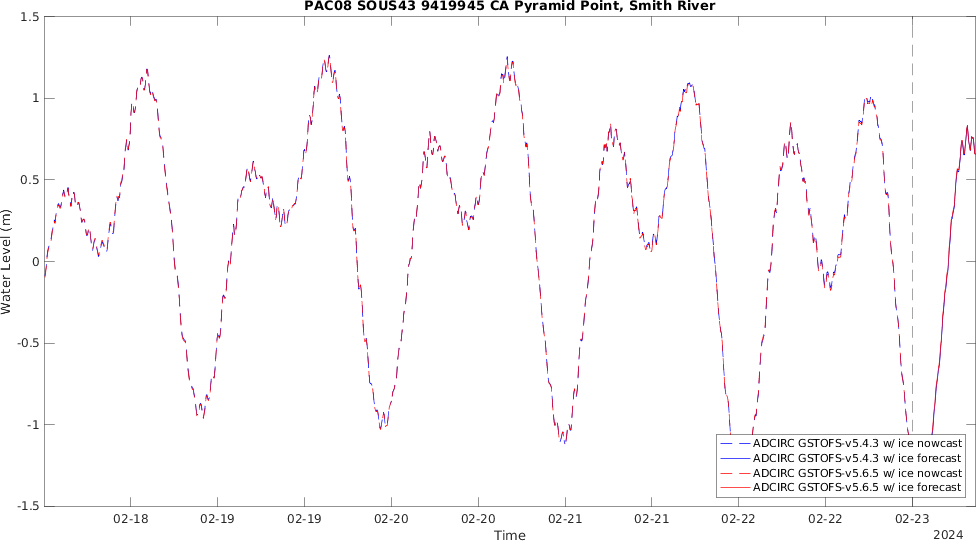 PAC08 SOUS43 9419945 CA Pyramid Point, Smith River
1.5
1
0.5
0
-0.5
-1
-1.5
Water Level (m)
ADCIRC GSTOFS-v5.4.3 w/ ice nowcast
ADCIRC GSTOFS-v5.4.3 w/ ice forecast
ADCIRC GSTOFS-v5.6.5 w/ ice nowcast
ADCIRC GSTOFS-v5.6.5 w/ ice forecast
02-18 02-19 02-19 02-20 02-20 02-21 02-21 02-22 02-22 02-23
Time
2024